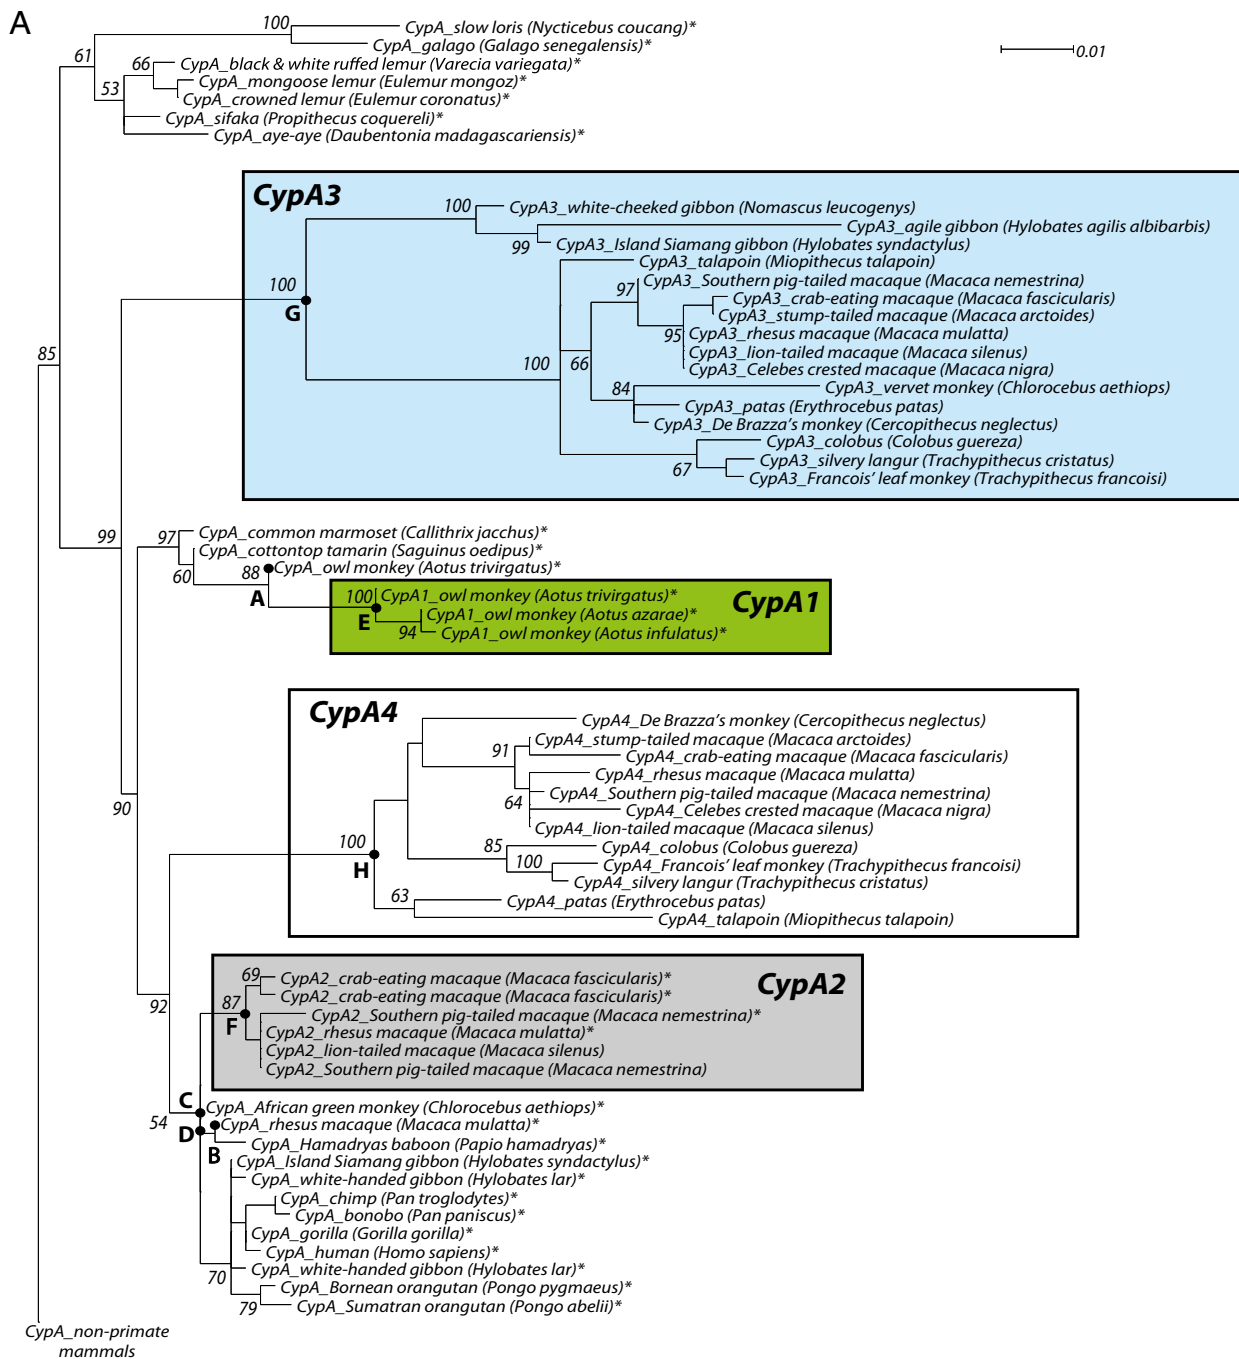 A
100
CypA_slow loris (Nycticebus coucang)*
CypA_galago (Galago senegalensis)*
0.01
61
66
CypA_black & white ruffed lemur (Varecia variegata)*
CypA_mongoose lemur (Eulemur mongoz)*
53
CypA_crowned lemur (Eulemur coronatus)*
CypA_sifaka (Propithecus coquereli)*
CypA_aye-aye (Daubentonia madagascariensis)*
CypA3
100
CypA3_white-cheeked gibbon (Nomascus leucogenys)
CypA3_agile gibbon (Hylobates agilis albibarbis)
99
CypA3_Island Siamang gibbon (Hylobates syndactylus)
CypA3_talapoin (Miopithecus talapoin)
100
G
97
CypA3_Southern pig-tailed macaque (Macaca nemestrina)
CypA3_crab-eating macaque (Macaca fascicularis)
CypA3_stump-tailed macaque (Macaca arctoides)
95
CypA3_rhesus macaque (Macaca mulatta)
CypA3_lion-tailed macaque (Macaca silenus)
85
100
66
CypA3_Celebes crested macaque (Macaca nigra)
84
CypA3_vervet monkey (Chlorocebus aethiops)
CypA3_patas (Erythrocebus patas)
CypA3_De Brazza's monkey (Cercopithecus neglectus)
CypA3_colobus (Colobus guereza)
67
CypA3_silvery langur (Trachypithecus cristatus)
CypA3_Francois' leaf monkey (Trachypithecus francoisi)
99
97
CypA_common marmoset (Callithrix jacchus)*
CypA_cottontop tamarin (Saguinus oedipus)*
60
88
CypA_owl monkey (Aotus trivirgatus)*
A
CypA1
100
CypA1_owl monkey (Aotus trivirgatus)*
E
CypA1_owl monkey (Aotus azarae)*
94
CypA1_owl monkey (Aotus infulatus)*
CypA4
CypA4_De Brazza's monkey (Cercopithecus neglectus)
91
CypA4_stump-tailed macaque (Macaca arctoides)
CypA4_crab-eating macaque (Macaca fascicularis)
CypA4_rhesus macaque (Macaca mulatta)
64
CypA4_Southern pig-tailed macaque (Macaca nemestrina)
CypA4_Celebes crested macaque (Macaca nigra)
90
CypA4_lion-tailed macaque (Macaca silenus)
100
H
85
CypA4_colobus (Colobus guereza)
100
CypA4_Francois' leaf monkey (Trachypithecus francoisi)
CypA4_silvery langur (Trachypithecus cristatus)
63
CypA4_patas (Erythrocebus patas)
CypA4_talapoin (Miopithecus talapoin)
CypA2
69
CypA2_crab-eating macaque (Macaca fascicularis)*
CypA2_crab-eating macaque (Macaca fascicularis)*
92
87
F
CypA2_Southern pig-tailed macaque (Macaca nemestrina)*
CypA2_rhesus macaque (Macaca mulatta)*
CypA2_lion-tailed macaque (Macaca silenus)
CypA2_Southern pig-tailed macaque (Macaca nemestrina)
C
CypA_African green monkey (Chlorocebus aethiops)*
54
D
CypA_rhesus macaque (Macaca mulatta)*
B
CypA_Hamadryas baboon (Papio hamadryas)*
CypA_Island Siamang gibbon (Hylobates syndactylus)*
CypA_white-handed gibbon (Hylobates lar)*
CypA_chimp (Pan troglodytes)*
CypA_bonobo (Pan paniscus)*
CypA_gorilla (Gorilla gorilla)*
CypA_human (Homo sapiens)*
70
CypA_white-handed gibbon (Hylobates lar)*
CypA_Bornean orangutan (Pongo pygmaeus)*
79
CypA_Sumatran orangutan (Pongo abelii)*
CypA_non-primate
mammals